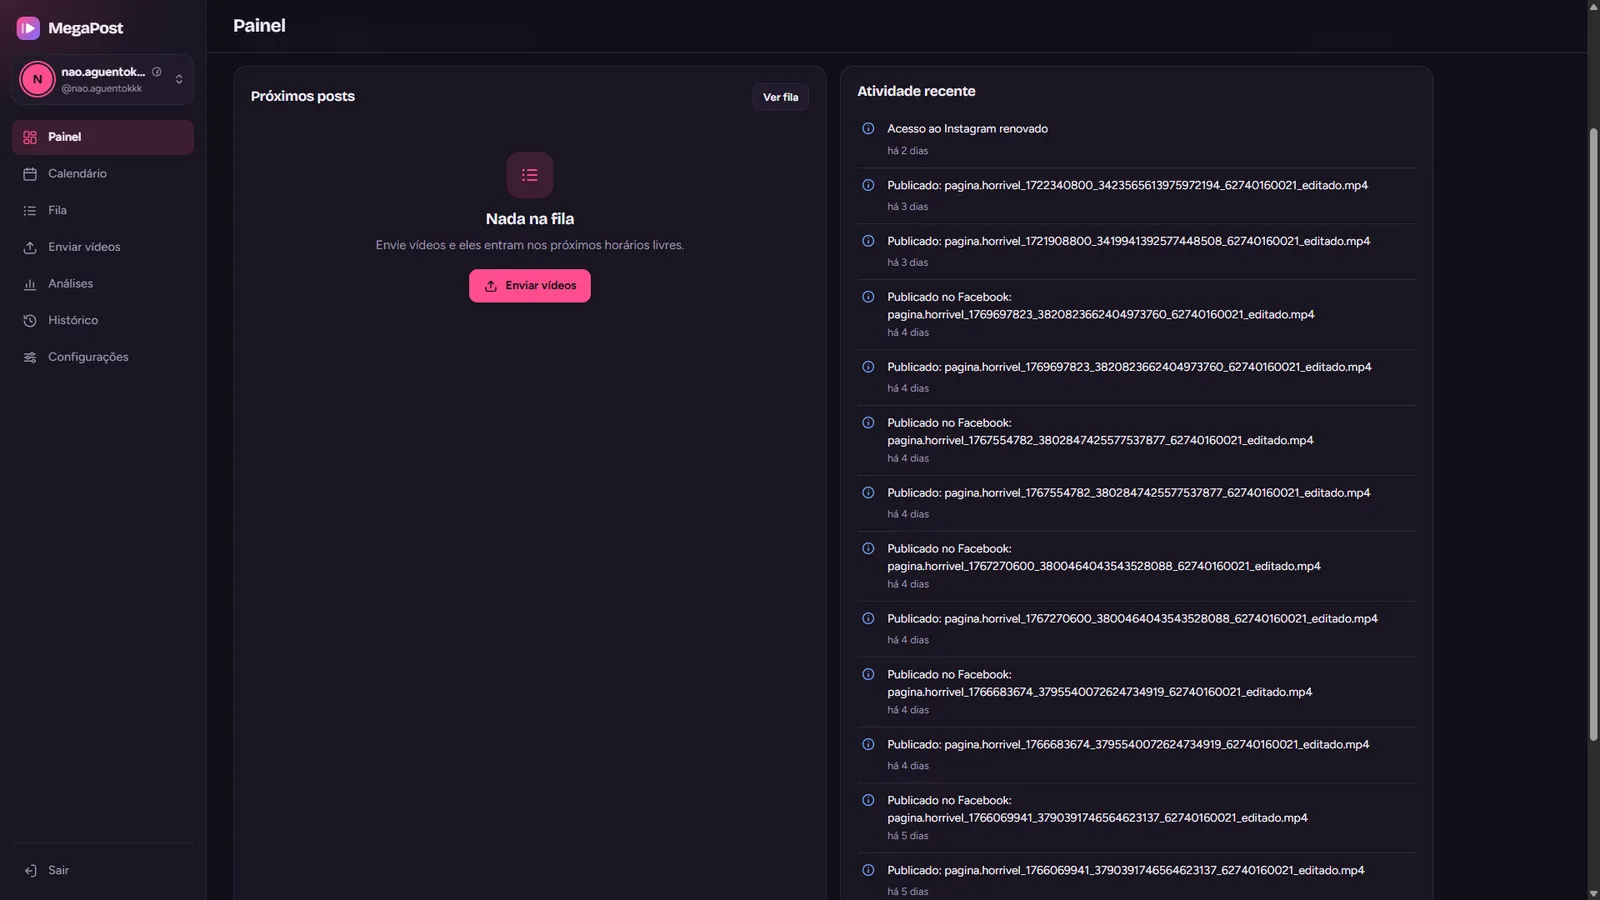 MegaPost
N
nao.aguentok...
@nao.aguentokkk
Painel
Calendário
Fila
Enviar vídeos
Análises
Histórico
Configurações
Sair
Painel
Próximos posts
Ver fila
Nada na fila
Envie vídeos e eles entram nos próximos horários livres.
Enviar vídeos
Atividade recente
Acesso ao Instagram renovado
há 2 dias
Publicado: pagina.horrivel_1722340800_3423565613975972194_62740160021_editado.mp4
há 3 dias
Publicado: pagina.horrivel_1721908800_3419941392577448508_62740160021_editado.mp4
há 3 dias
Publicado no Facebook:
pagina.horrivel_1769697823_3820823662404973760_62740160021_editado.mp4
há 4 dias
Publicado: pagina.horrivel_1769697823_3820823662404973760_62740160021_editado.mp4
há 4 dias
Publicado no Facebook:
pagina.horrivel_1767554782_3802847425577537877_62740160021_editado.mp4
há 4 dias
Publicado: pagina.horrivel_1767554782_3802847425577537877_62740160021_editado.mp4
há 4 dias
Publicado no Facebook:
pagina.horrivel_1767270600_3800464043543528088_62740160021_editado.mp4
há 4 dias
Publicado: pagina.horrivel_1767270600_3800464043543528088_62740160021_editado.mp4
há 4 dias
Publicado no Facebook:
pagina.horrivel_1766683674_3795540072624734919_62740160021_editado.mp4
há 4 dias
Publicado: pagina.horrivel_1766683674_3795540072624734919_62740160021_editado.mp4
há 4 dias
Publicado no Facebook:
pagina.horrivel_1766069941_3790391746564623137_62740160021_editado.mp4
há 5 dias
Publicado: pagina.horrivel_1766069941_3790391746564623137_62740160021_editado.mp4
há 5 dias